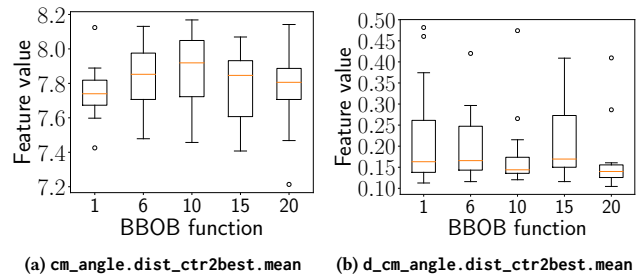 8.2
8.0
7.8
7.6
7.4
7.2
Feature value
1 6 10 15 20
BBOB function
(a) cm_angle.dist_ctr2best.mean
0.50
0.45
0.40
0.35
0.30
0.25
0.20
0.15
0.10
Feature value
1 6 10 15 20
BBOB function
(b) d_cm_angle.dist_ctr2best.mean